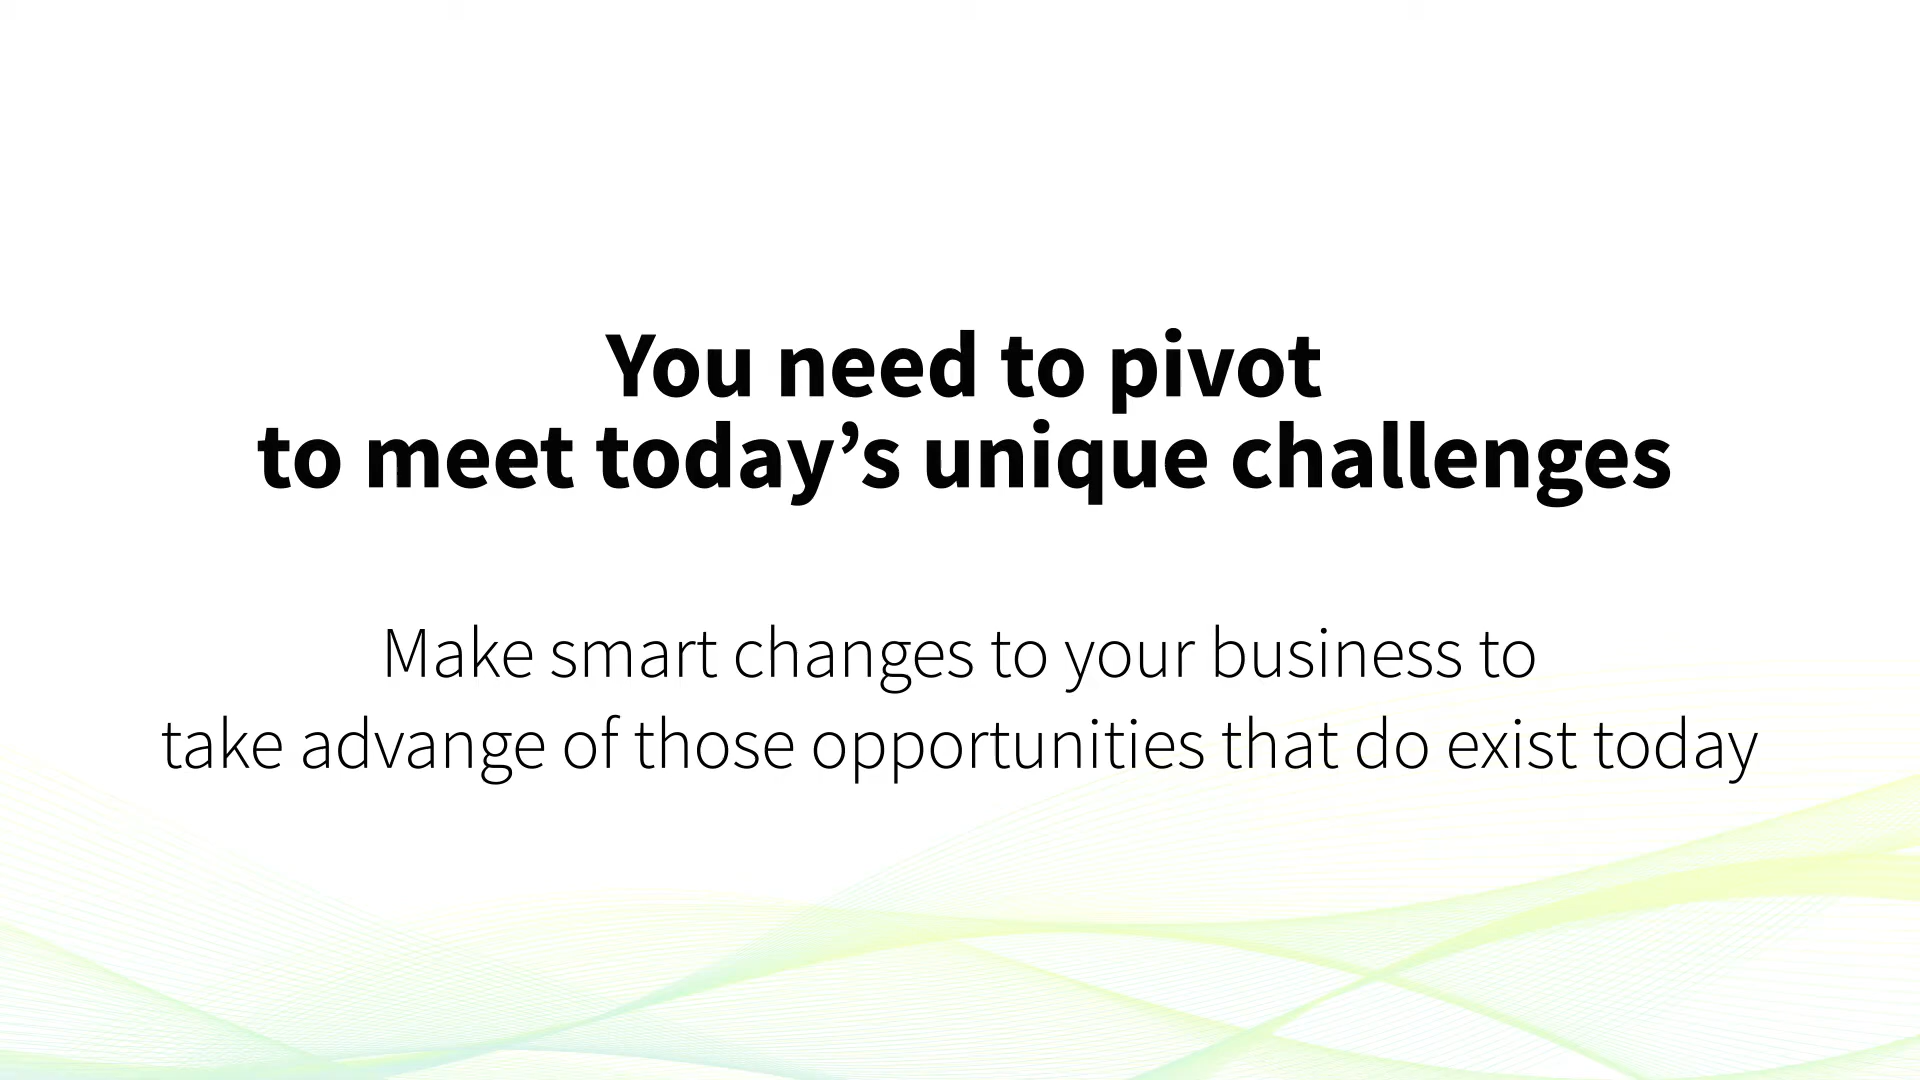 You need to pivot
to meet today’s unique challenges
Make smart changes to your business to
take advange of those opportunities that do exist today